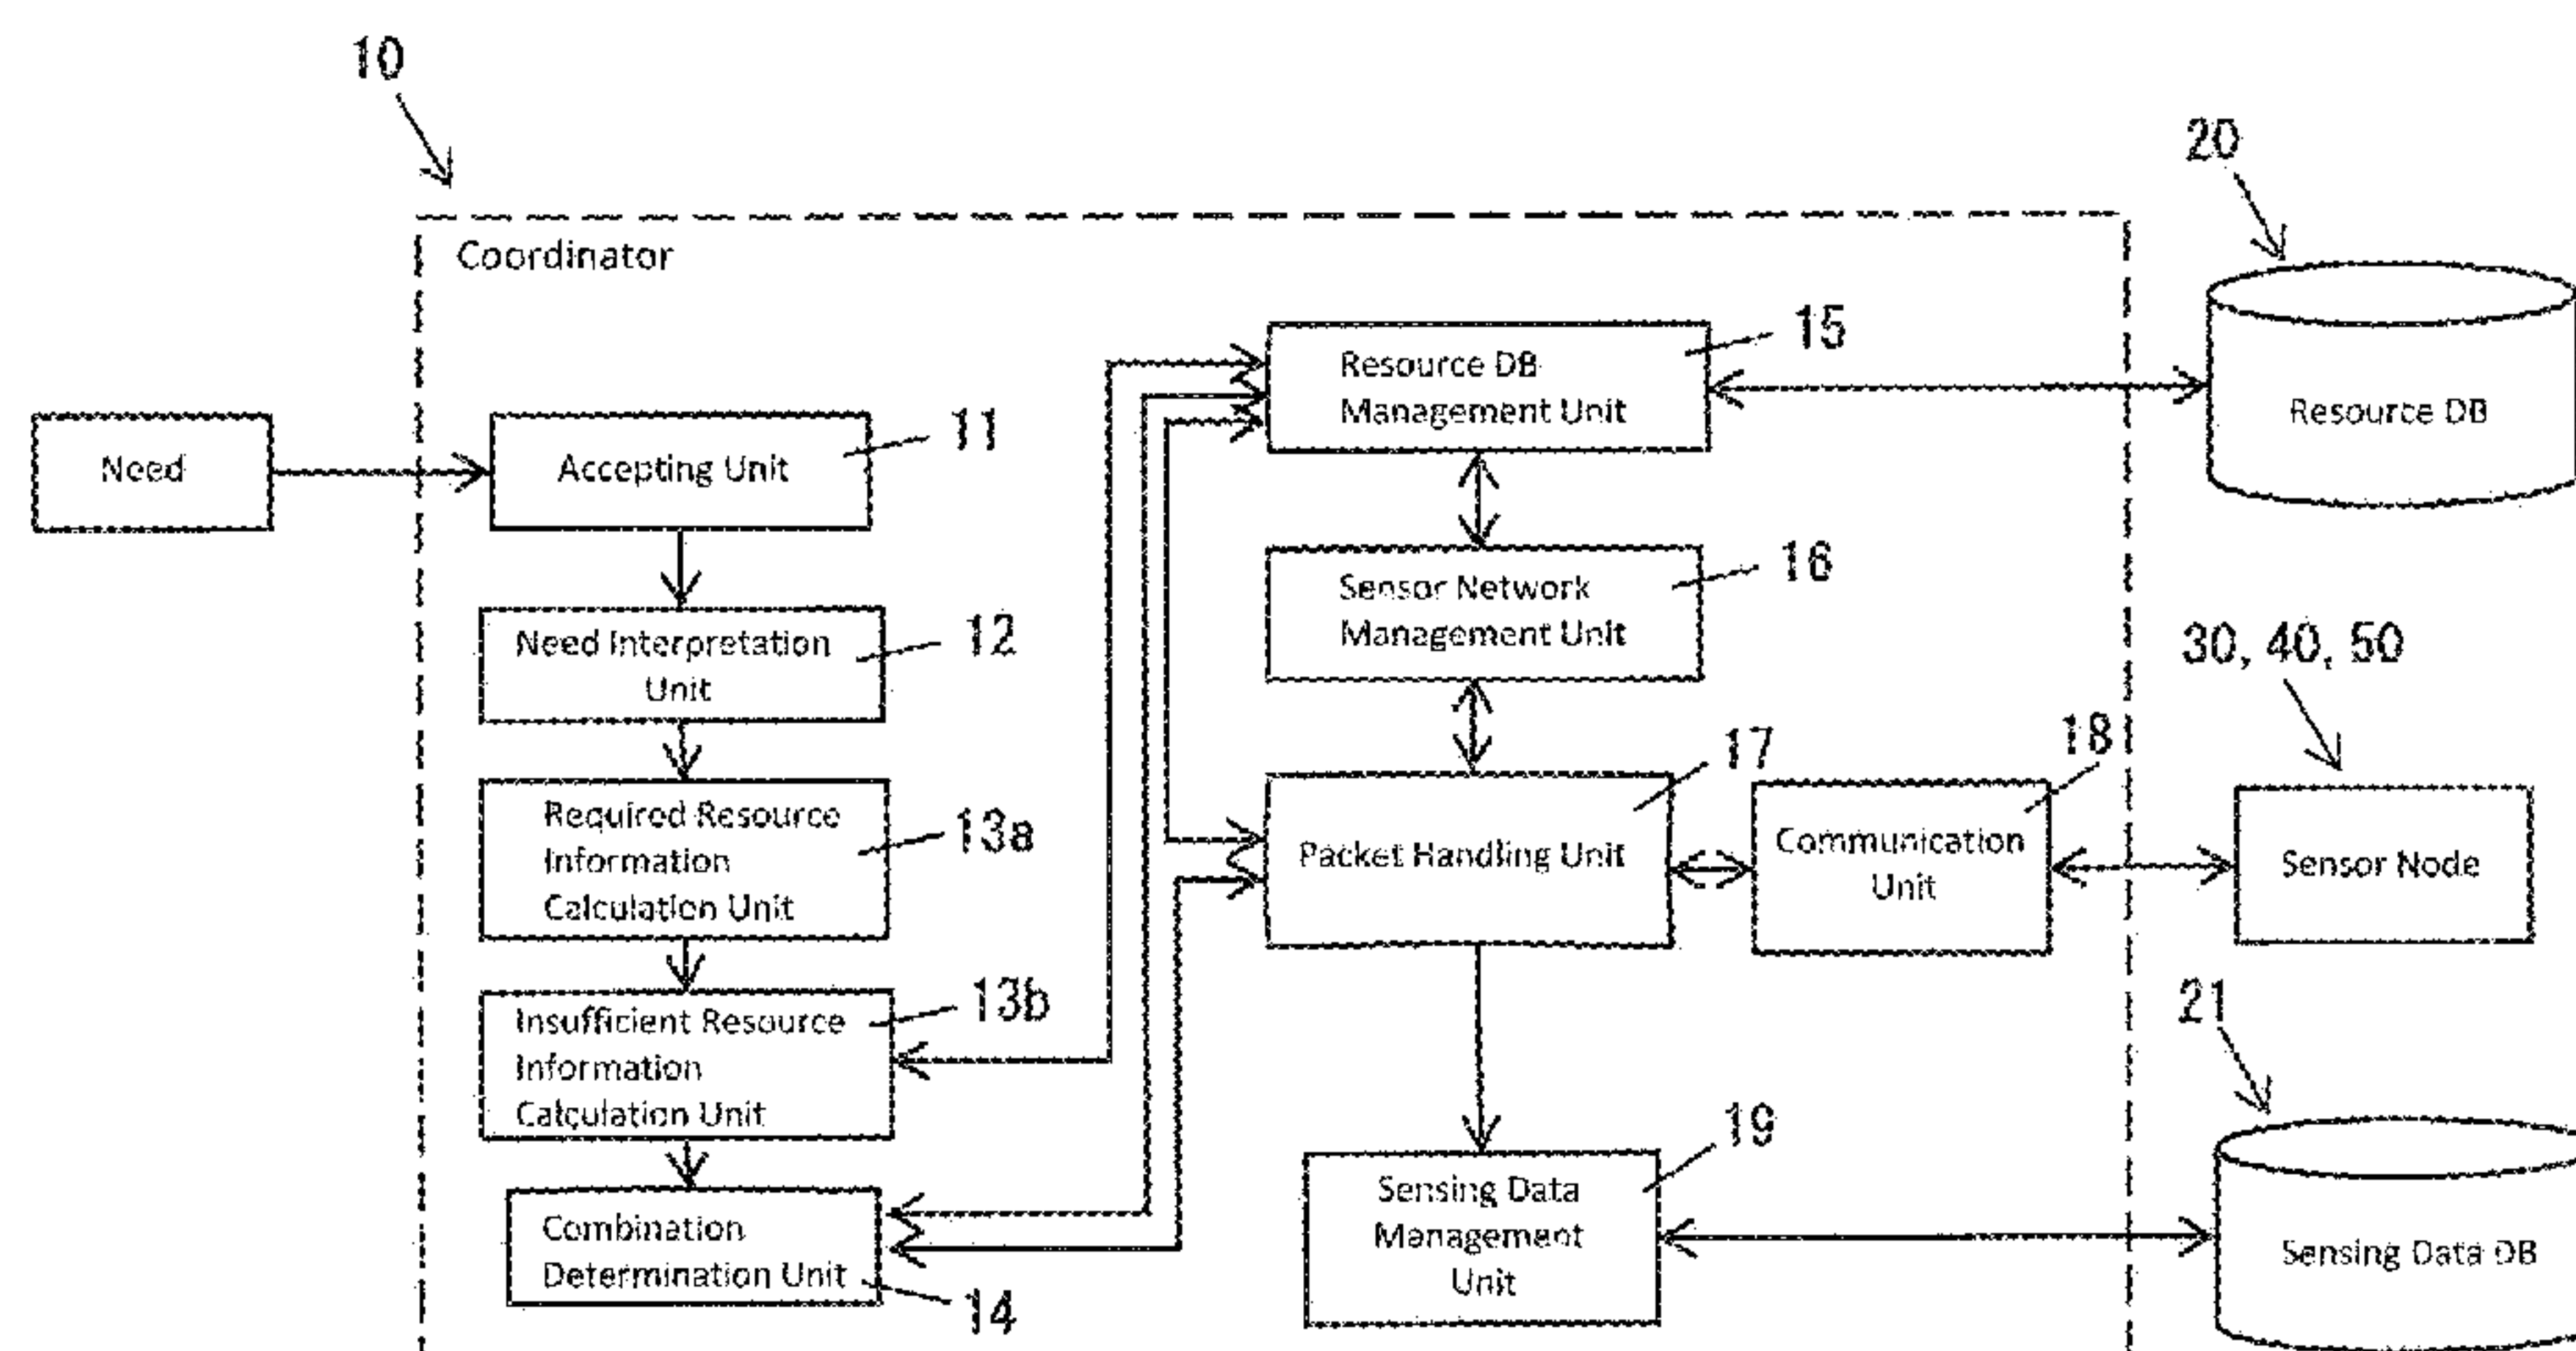 10
20
Coordinator
15
Resource DB
Management Unit
Resource DB
Need
Accepting Unit
11
Sensor Network
Management Unit
16
Need Interpretation
Unit
12
30, 40, 50
Required Resource
Information
Calculation Unit
13a
Packet Handling Unit
17
Communication
Unit
18
Sensor Node
Insufficient Resource
Information
Calculation Unit
13b
21
Combination
Determination Unit
14
Sensing Data
Management
Unit
19
Sensing Data DB